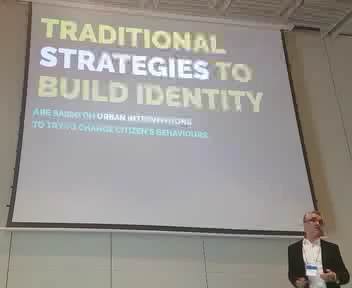 TRADITIONAL
STRATEGIES TO
BUILD IDENTITY
ARE BASED ON URBAN INTERVENTIONS
TO TRY TO CHANGE CITIZEN'S BEHAVIOURS